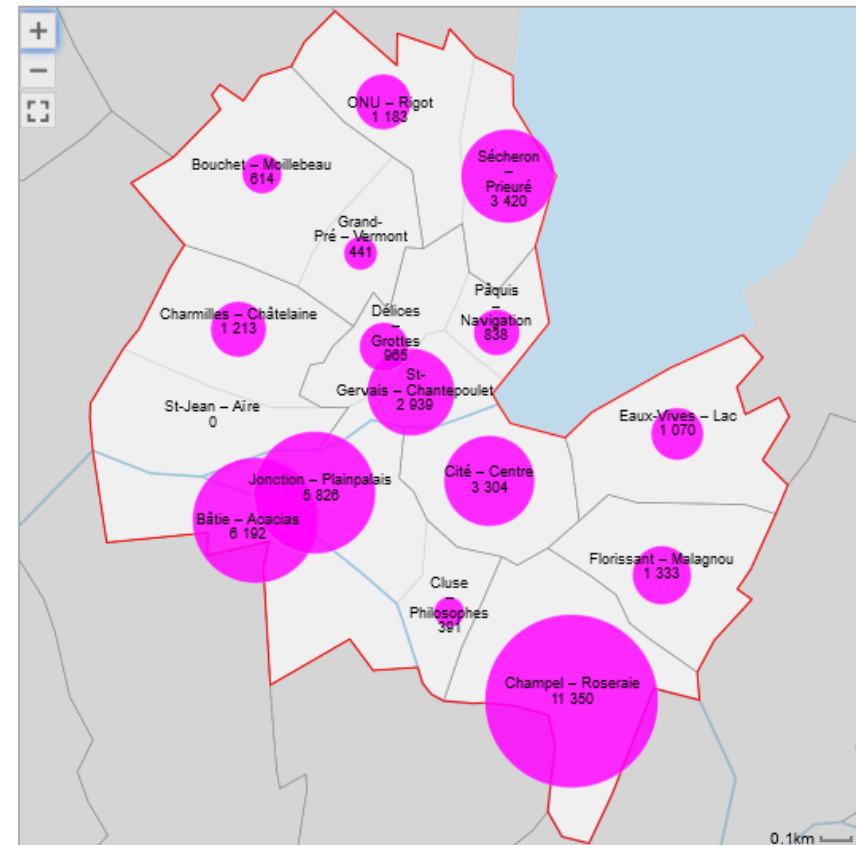 +
−
ONU – Rigot
1 183
Sécheron
–
Prieuré
3 420
Bouchet – Moillebeau
614
Grand-
Pré – Vermont
441
Charmilles – Châtelaine
1 213
Délices
–
Grottes
965
Pâquis
–
Navigation
838
St-
Gervais – Chantepoulet
2 939
St-Jean – Aïre
0
Eaux-Vives – Lac
1 070
Jonction – Plainpalais
5 826
Cité – Centre
3 304
Bâtie – Acacias
6 192
Florissant – Malagnou
1 333
Cluse
–
Philosophes
391
Champel – Roseraie
11 350
0.1km